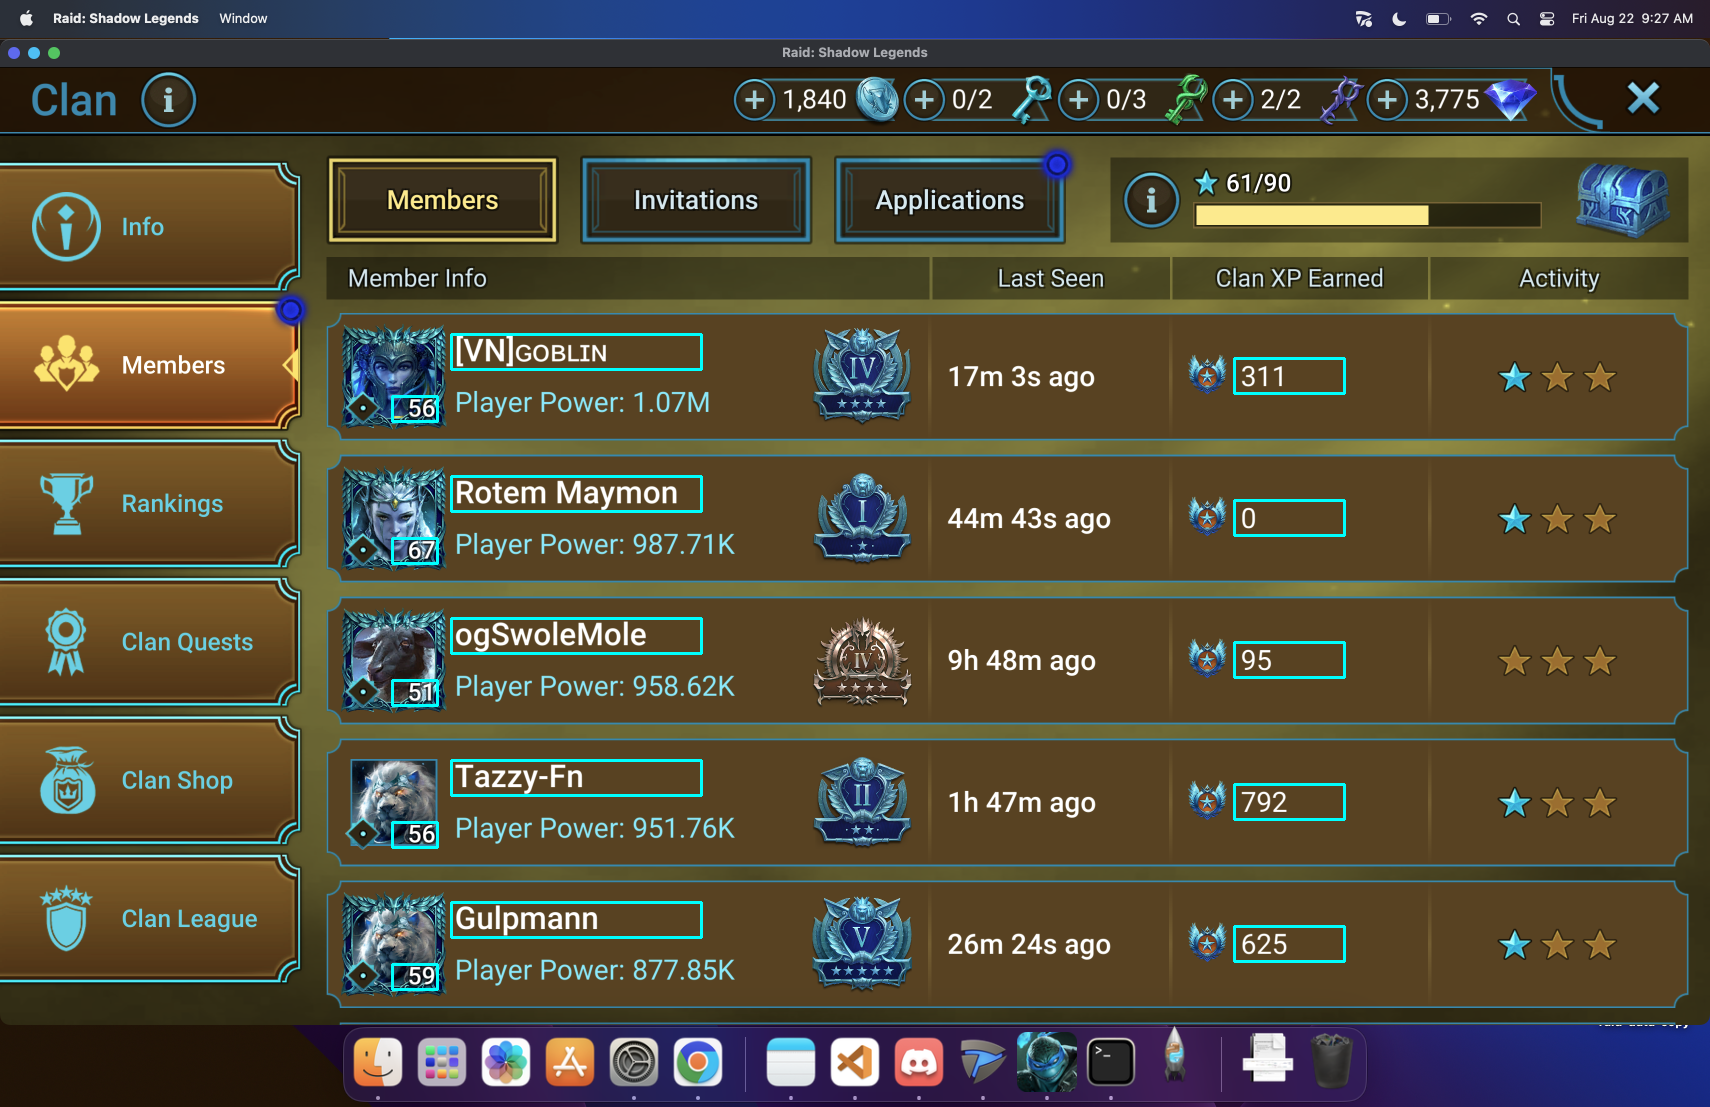 Raid: Shadow Legends Window Fri Aug 22 9:27 AM
Raid: Shadow Legends
Clan 1,840 0/2 0/3 2/2 3,775
Info
Members
Rankings
Clan Quests
Clan Shop
Clan League
Members Invitations Applications
61/90
Member Info Last Seen Clan XP Earned Activity
[VN]GOBLIN
56 Player Power: 1.07M IV 17m 3s ago 311
Rotem Maymon
67 Player Power: 987.71K I 44m 43s ago 0
ogSwoleMole
51 Player Power: 958.62K IV 9h 48m ago 95
Tazzy-Fn
56 Player Power: 951.76K II 1h 47m ago 792
Gulpmann
59 Player Power: 877.85K V 26m 24s ago 625